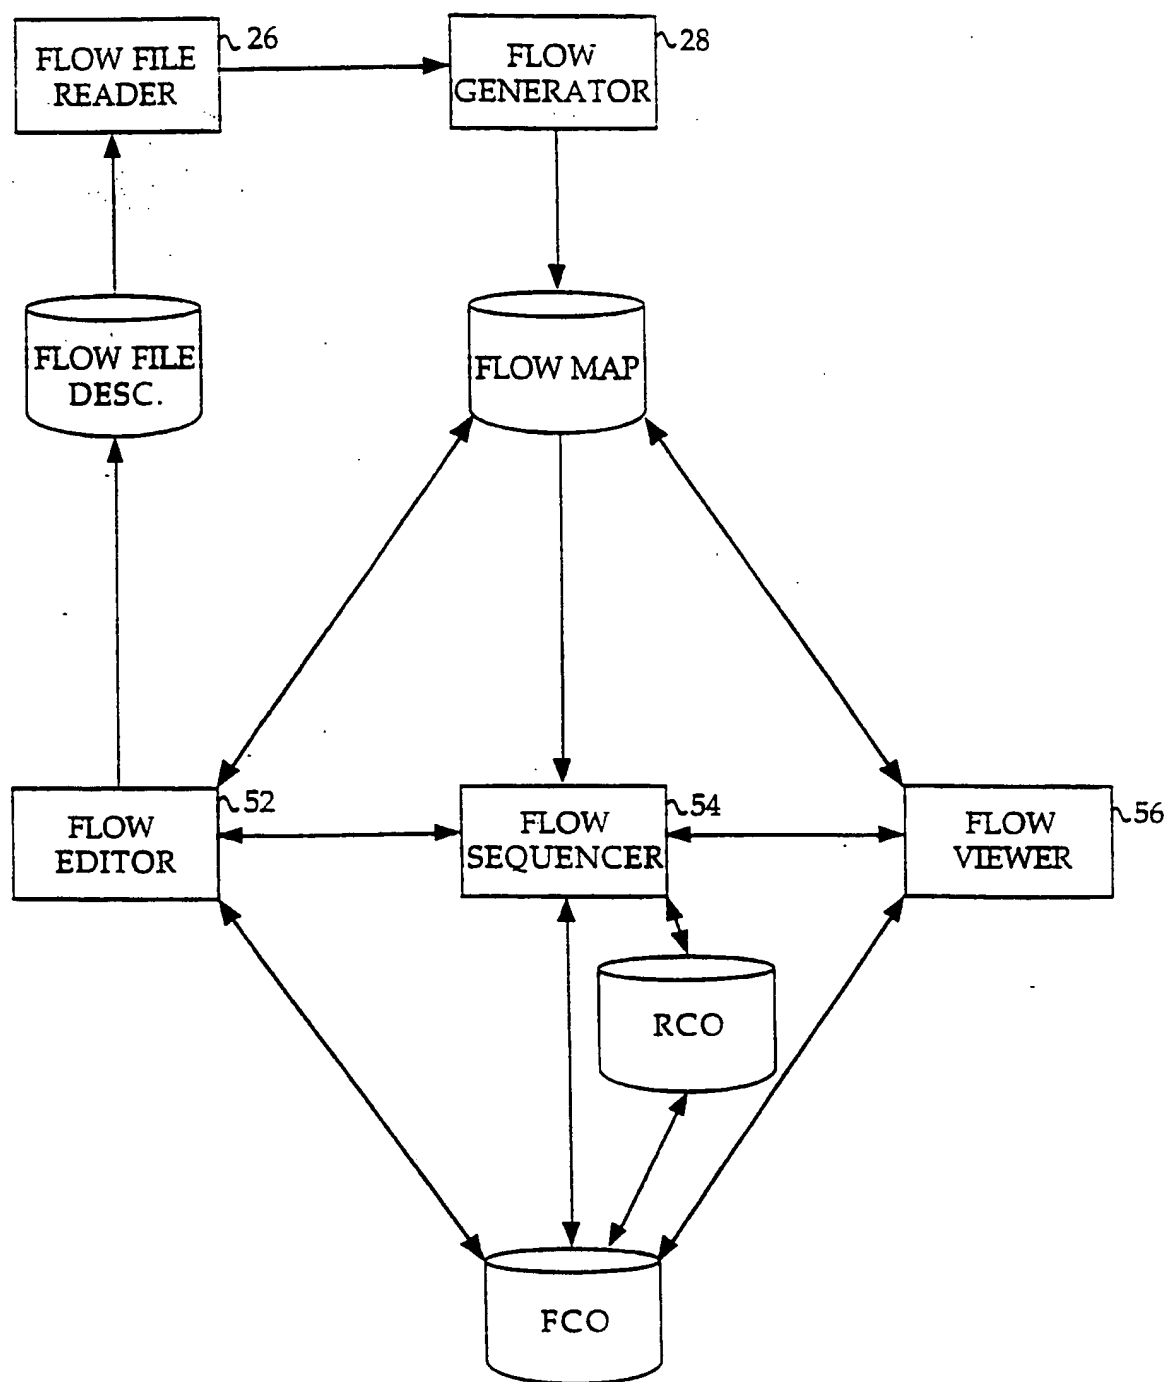 FLOW FILE
READER
26
FLOW
GENERATOR
28
FLOW FILE
DESC.
FLOW MAP
FLOW
EDITOR
52
FLOW
SEQUENCER
54
FLOW
VIEWER
56
RCO
FCO